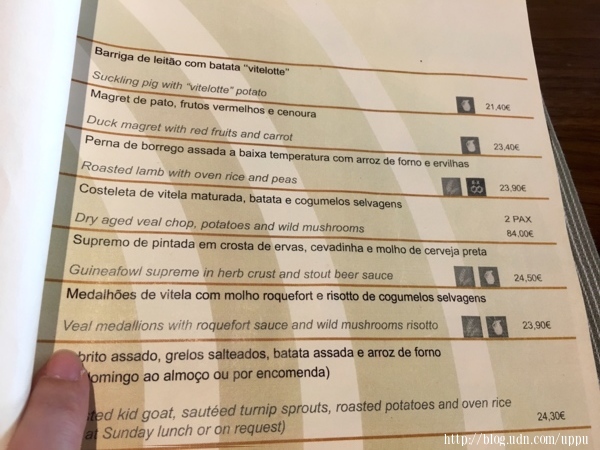 Barriga de leitão com batata "vitelotte"
Suckling pig with "vitelotte" potato 21,40€
Magret de pato, frutos vermelhos e cenoura
Duck magret with red fruits and carrot 23,40€
Perna de borrego assada a baixa temperatura com arroz de forno e ervilhas
Roasted lamb with oven rice and peas 23,90€
Costeleta de vitela maturada, batata e cogumelos selvagens
Dry aged veal chop, potatoes and wild mushrooms 2 PAX
84,00€
Supremo de pintada em crosta de ervas, cevadinha e molho de cerveja preta
Guineafowl supreme in herb crust and stout beer sauce 24,50€
Medalhões de vitela com molho roquefort e risotto de cogumelos selvagens
Veal medallions with roquefort sauce and wild mushrooms risotto 23,90€
brito assado, grelos salteados, batata assada e arroz de forno
domingo ao almoço ou por encomenda)
sted kid goat, sautéed turnip sprouts, roasted potatoes and oven rice
at Sunday lunch or on request) 24,30€
http://blog.udn.com/uppu